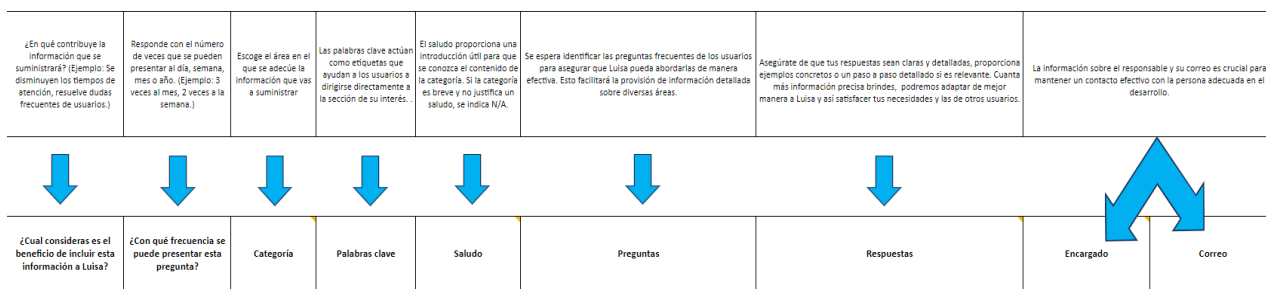 ¿En qué contribuye la
información que se
suministrará? (Ejemplo: Se
disminuyen los tiempos de
atención, resuelve dudas
frecuentes de usuarios.)
Responde con el número
de veces que se pueden
presentar al día, semana,
mes o año. (Ejemplo: 3
veces al mes, 2 veces a la
semana.)
Escoge el área en el
que se adecúe la
información que vas
a suministrar
Las palabras clave actúan
como etiquetas que
ayudan a los usuarios a
dirigirse directamente a
la sección de su interés. .
El saludo proporciona una
introducción útil para que
se conozca el contenido de
la categoría. Si la categoría
es breve y no justifica un
saludo, se indica N/A.
Se espera identificar las preguntas frecuentes de los usuarios
para asegurar que Luisa pueda abordarlas de manera
efectiva. Esto facilitará la provisión de información detallada
sobre diversas áreas.
Asegúrate de que tus respuestas sean claras y detalladas, proporciona
ejemplos concretos o un paso a paso detallado si es relevante. Cuanta
más información precisa brindes, podremos adaptar de mejor
manera a Luisa y así satisfacer tus necesidades y las de otros usuarios.
La información sobre el responsable y su correo es crucial para
mantener un contacto efectivo con la persona adecuada en el
desarrollo.
¿Cual consideras es el
beneficio de incluir esta
información a Luisa?
¿Con qué frecuencia se
puede presentar esta
pregunta?
Categoría
Palabras clave
Saludo
Preguntas
Respuestas
Encargado
Correo